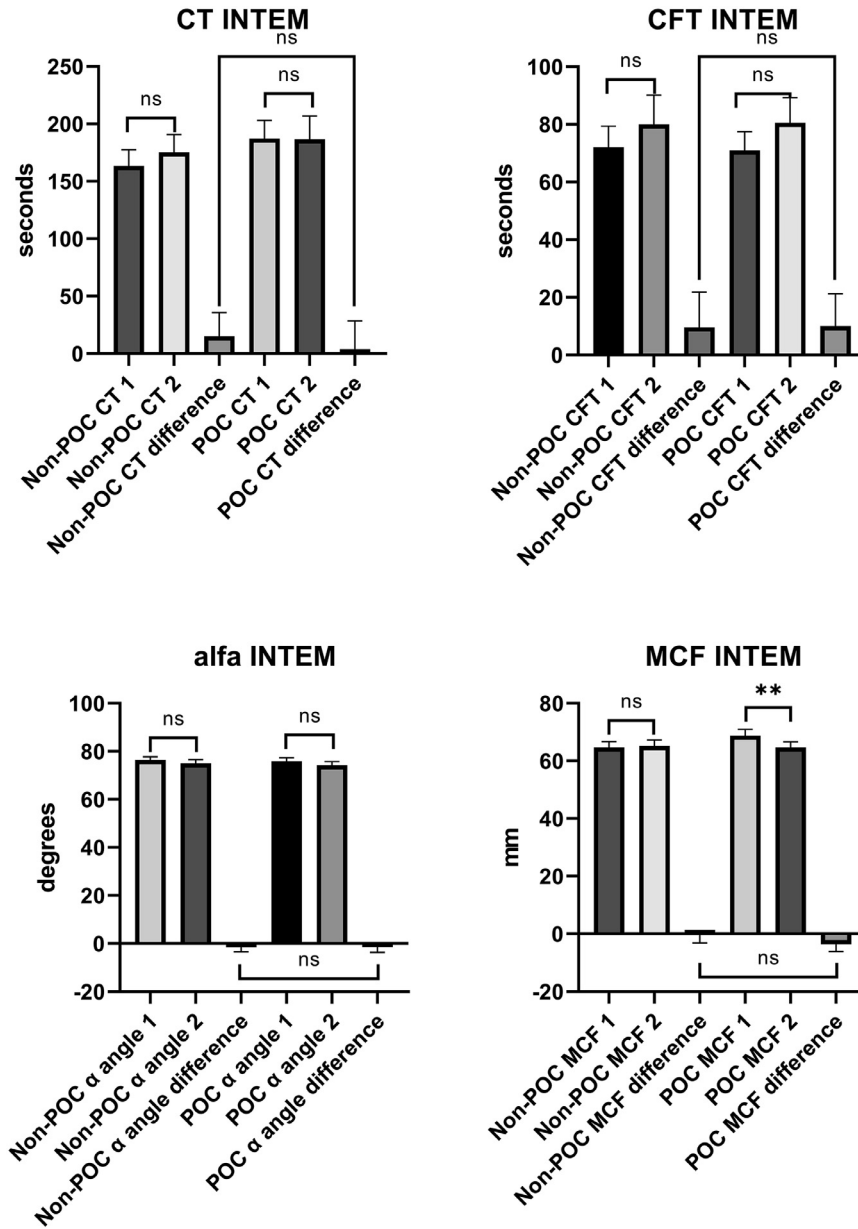 CT INTEM
ns
ns
ns
250
200
150
100
50
0
seconds
Non-POC CT 1
Non-POC CT 2
Non-POC CT difference
POC CT 1
POC CT 2
POC CT difference
CFT INTEM
ns
ns
ns
100
80
60
40
20
0
seconds
Non-POC CFT 1
Non-POC CFT 2
Non-POC CFT difference
POC CFT 1
POC CFT 2
POC CFT difference
alfa INTEM
ns
ns
ns
100
80
60
40
20
0
-20
degrees
Non-POC α angle 1
Non-POC α angle 2
Non-POC α angle difference
POC α angle 1
POC α angle 2
POC α angle difference
MCF INTEM
ns
**
ns
80
60
40
20
0
-20
mm
Non-POC MCF 1
Non-POC MCF 2
Non-POC MCF difference
POC MCF 1
POC MCF 2
POC MCF difference